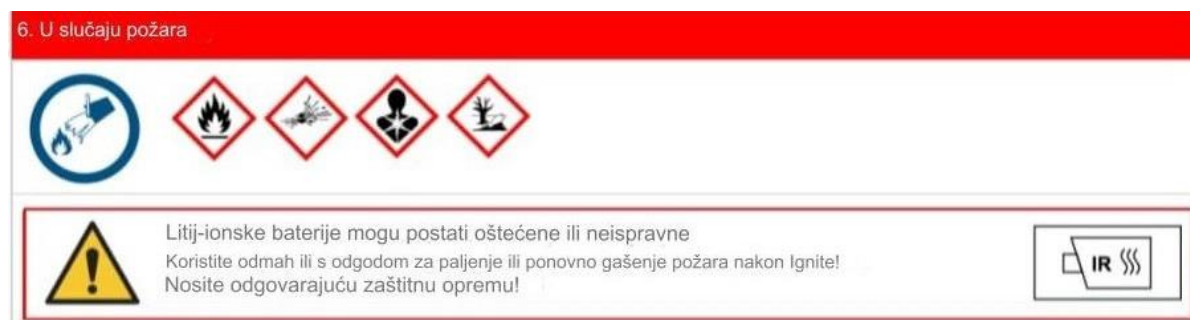 6. U slučaju požara
Litij-ionske baterije mogu postati oštećene ili neispravne
Koristite odmah ili s odgodom za paljenje ili ponovno gašenje požara nakon Ignite!
Nosite odgovarajuću zaštitnu opremu!
IR